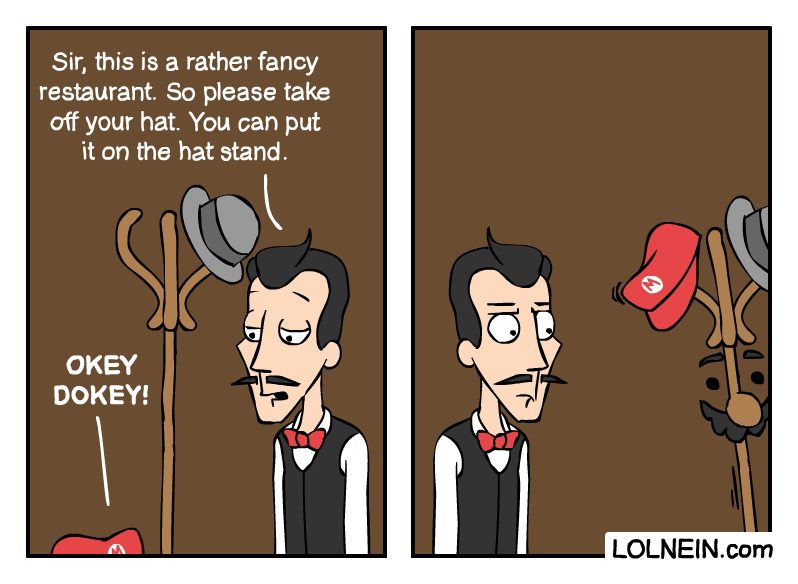 Sir, this is a rather fancy
restaurant. So please take
off your hat. You can put
it on the hat stand.
OKEY
DOKEY!
M
M
LOLNEIN.com